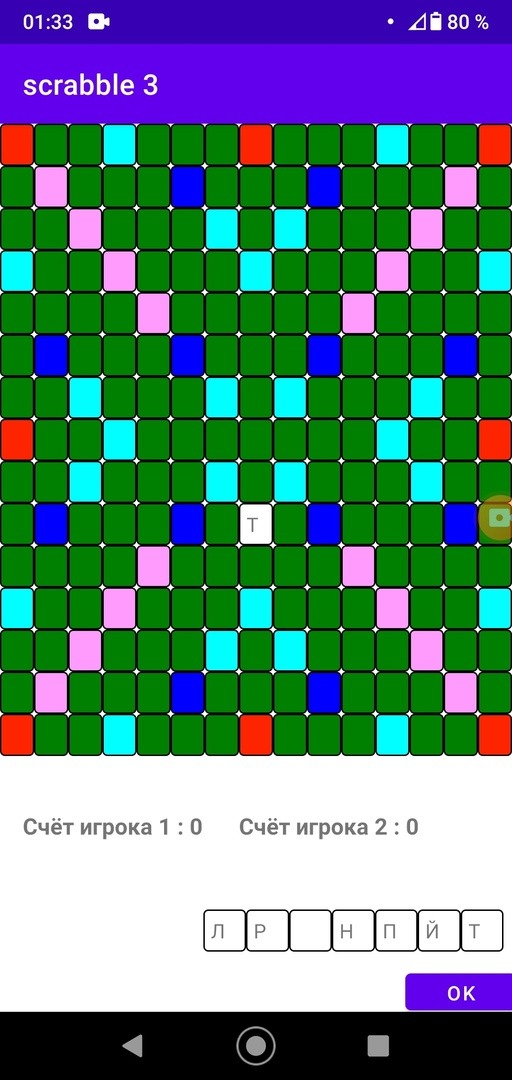 01:33 80 %
scrabble 3
Т
Счёт игрока 1 : 0 Счёт игрока 2 : 0
Л Р Н П Й Т
OK